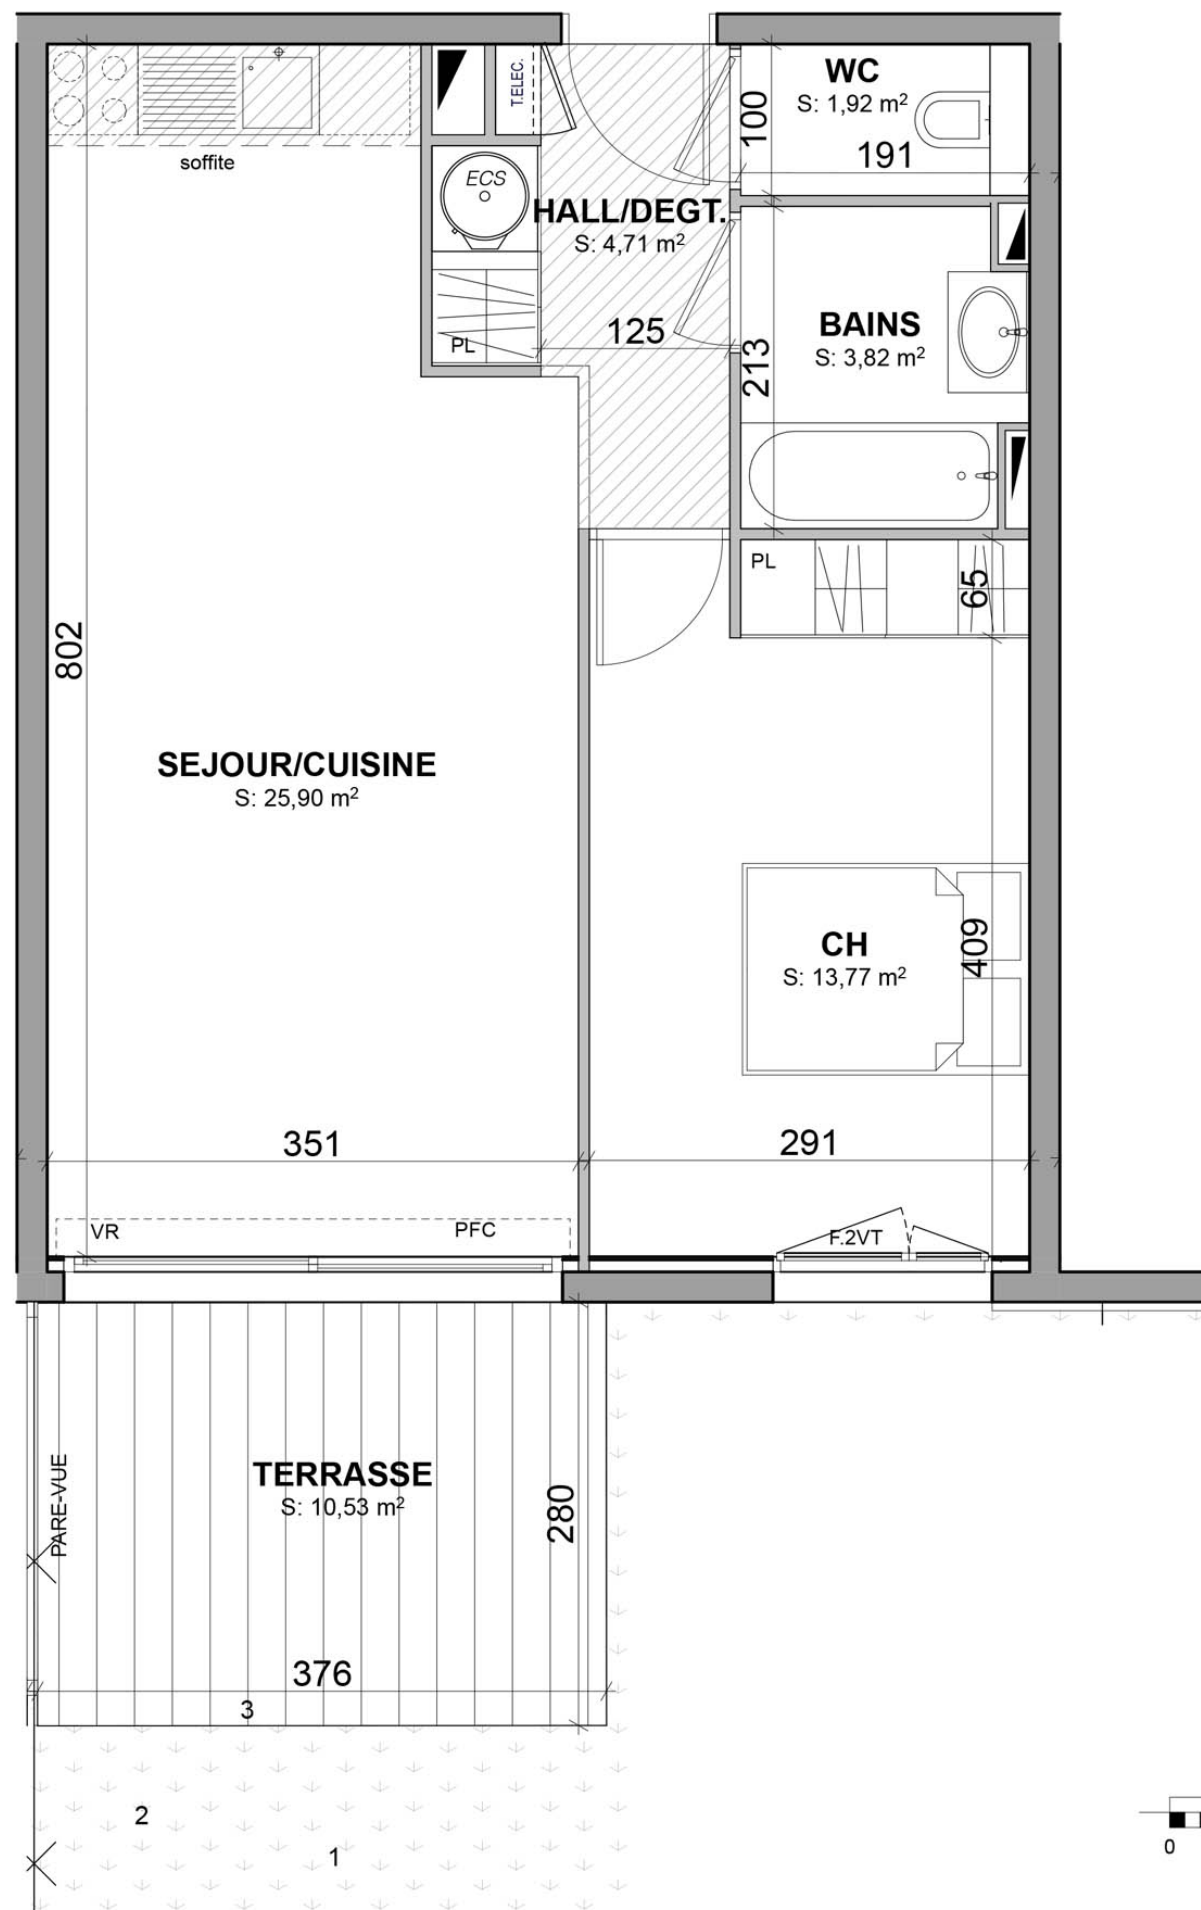 WC
S: 1,92 m²
T.ELEC.
100
191
soffite
ECS
HALL/DEGT.
S: 4,71 m²
125
PL
BAINS
S: 3,82 m²
213
PL
65
802
SEJOUR/CUISINE
S: 25,90 m²
CH
S: 13,77 m²
409
351
291
VR
PFC
F.2VT
TERRASSE
S: 10,53 m²
PARE-VUE
280
376
3
2
1
0